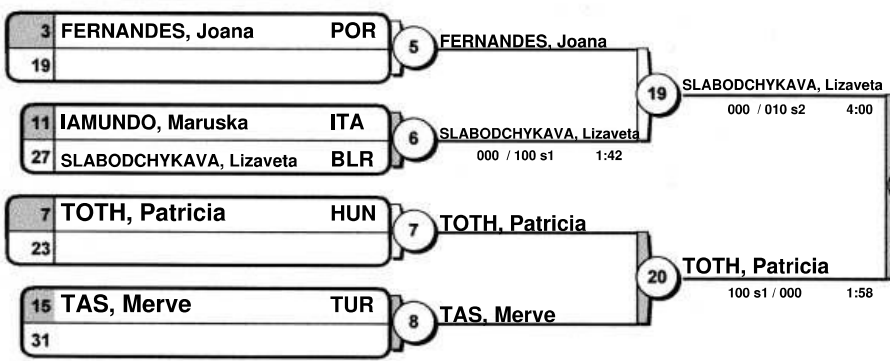 3 FERNANDES, Joana POR
19
5 FERNANDES, Joana
11 IAMUNDO, Maruska ITA
27 SLABODCHYKAVA, Lizaveta BLR
6 SLABODCHYKAVA, Lizaveta
000 / 100 s1 1:42
19 SLABODCHYKAVA, Lizaveta
000 / 010 s2 4:00
7 TOTH, Patricia HUN
23
7 TOTH, Patricia
15 TAS, Merve TUR
31
8 TAS, Merve
20 TOTH, Patricia
100 s1 / 000 1:58